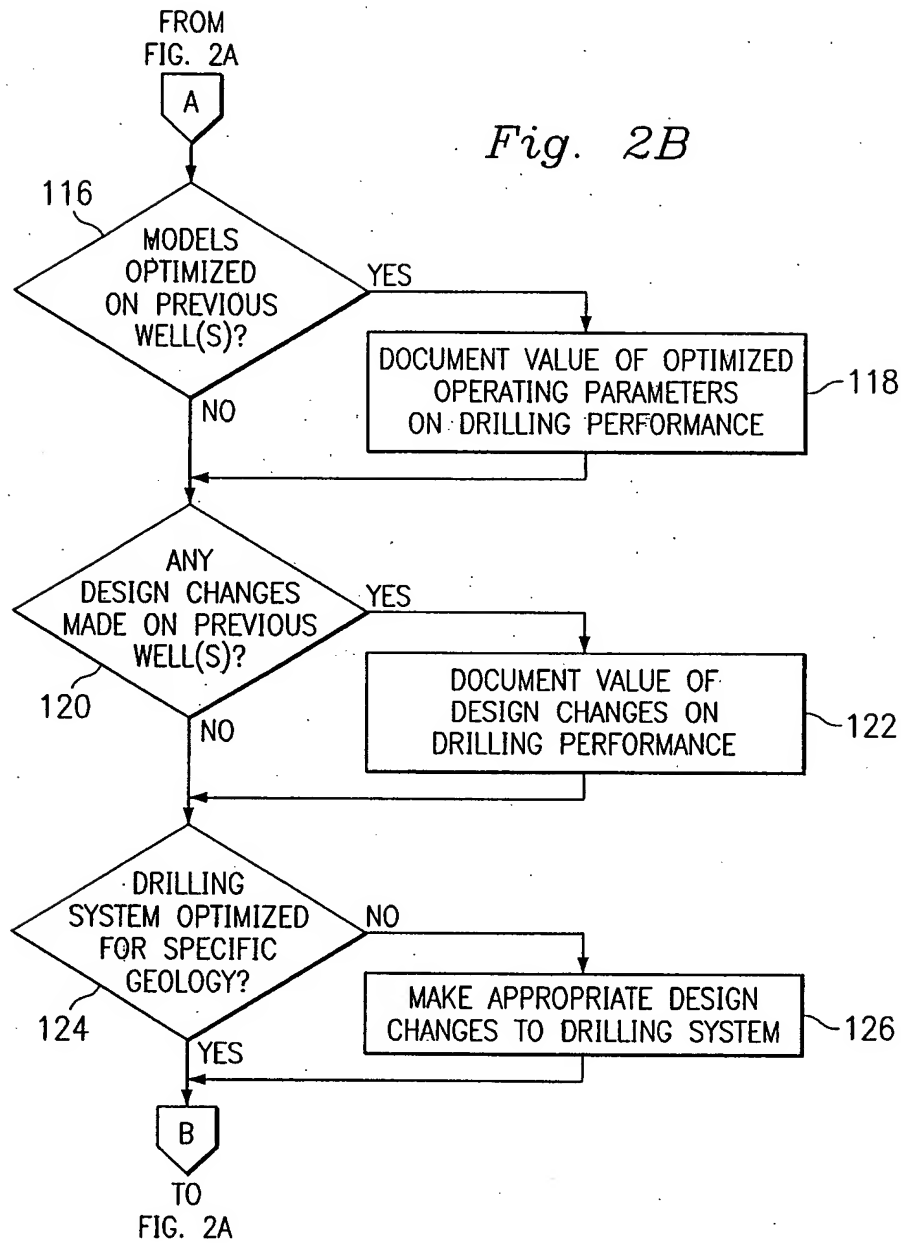 FROM
FIG. 2A
A
Fig. 2B
116
MODELS
OPTIMIZED
ON PREVIOUS
WELL(S)?
YES
NO
DOCUMENT VALUE OF OPTIMIZED
OPERATING PARAMETERS
ON DRILLING PERFORMANCE
118
ANY
DESIGN CHANGES
MADE ON PREVIOUS
WELL(S)?
120
YES
NO
DOCUMENT VALUE OF
DESIGN CHANGES ON
DRILLING PERFORMANCE
122
DRILLING
SYSTEM OPTIMIZED
FOR SPECIFIC
GEOLOGY?
124
NO
YES
MAKE APPROPRIATE DESIGN
CHANGES TO DRILLING SYSTEM
126
B
TO
FIG. 2A